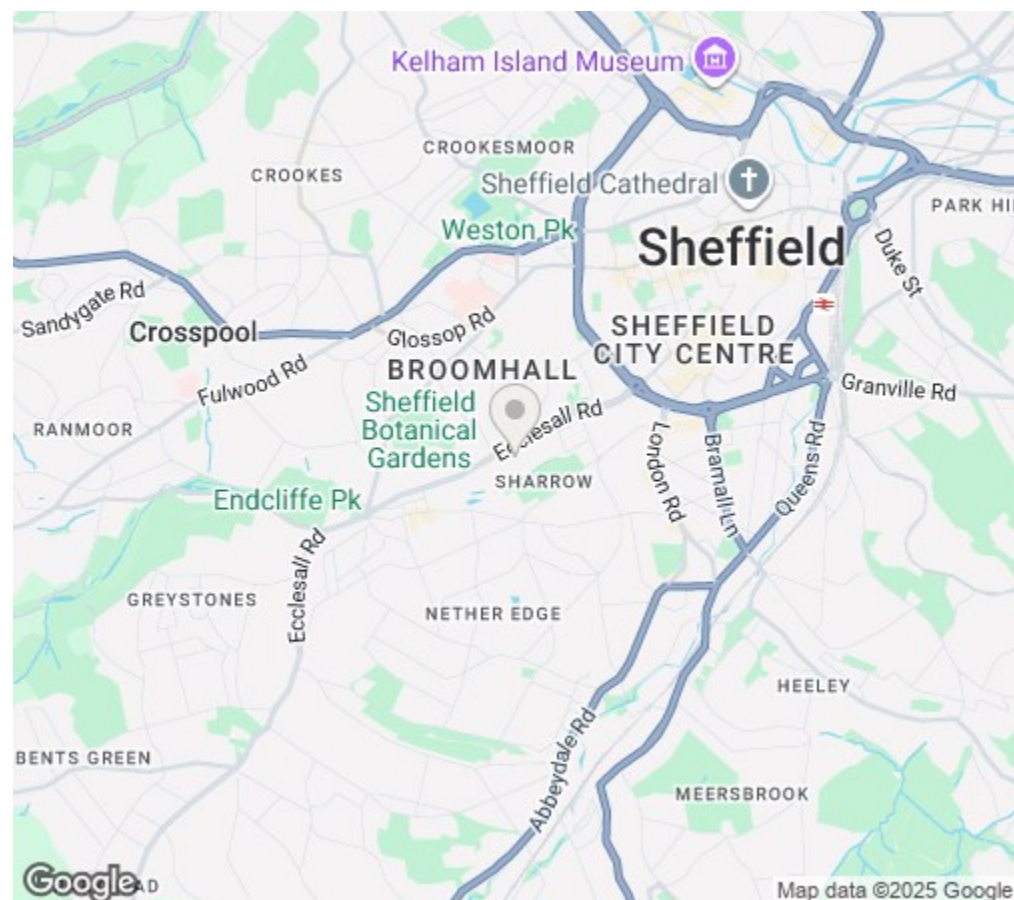 Kelham Island Museum
CROOKESMOOR
CROOKES
Sheffield Cathedral
PARK HI
Weston Pk
Sheffield
Duke St
Sandygate Rd
Crosspool
Glossop Rd
SHEFFIELD
CITY CENTRE
BROOMHALL
Fulwood Rd
Granville Rd
Sheffield
Botanical
Gardens
Ecclesall Rd
RANMOOR
London Rd
Bramall Ln
Queens Rd
SHARROW
Endcliffe Pk
Ecclesall Rd
GREYSTONES
NETHER EDGE
HEELEY
Abbeydale Rd
BENTS GREEN
MEERSBROOK
Google
AD
Map data ©2025 Google